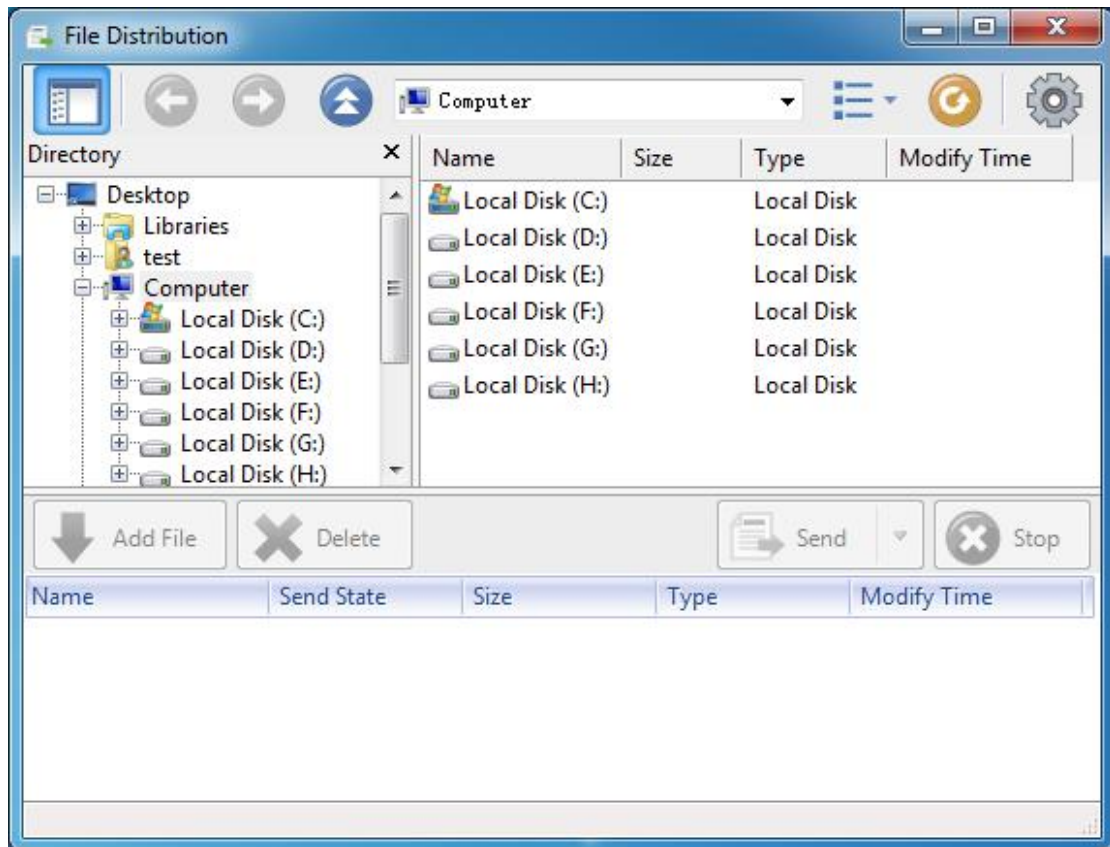 File Distribution
Computer
Directory
Name Size Type Modify Time
Desktop
Libraries
test
Computer
Local Disk (C:)
Local Disk (D:)
Local Disk (E:)
Local Disk (F:)
Local Disk (G:)
Local Disk (H:)
Local Disk (C:) Local Disk
Local Disk (D:) Local Disk
Local Disk (E:) Local Disk
Local Disk (F:) Local Disk
Local Disk (G:) Local Disk
Local Disk (H:) Local Disk
Add File Delete Send Stop
Name Send State Size Type Modify Time